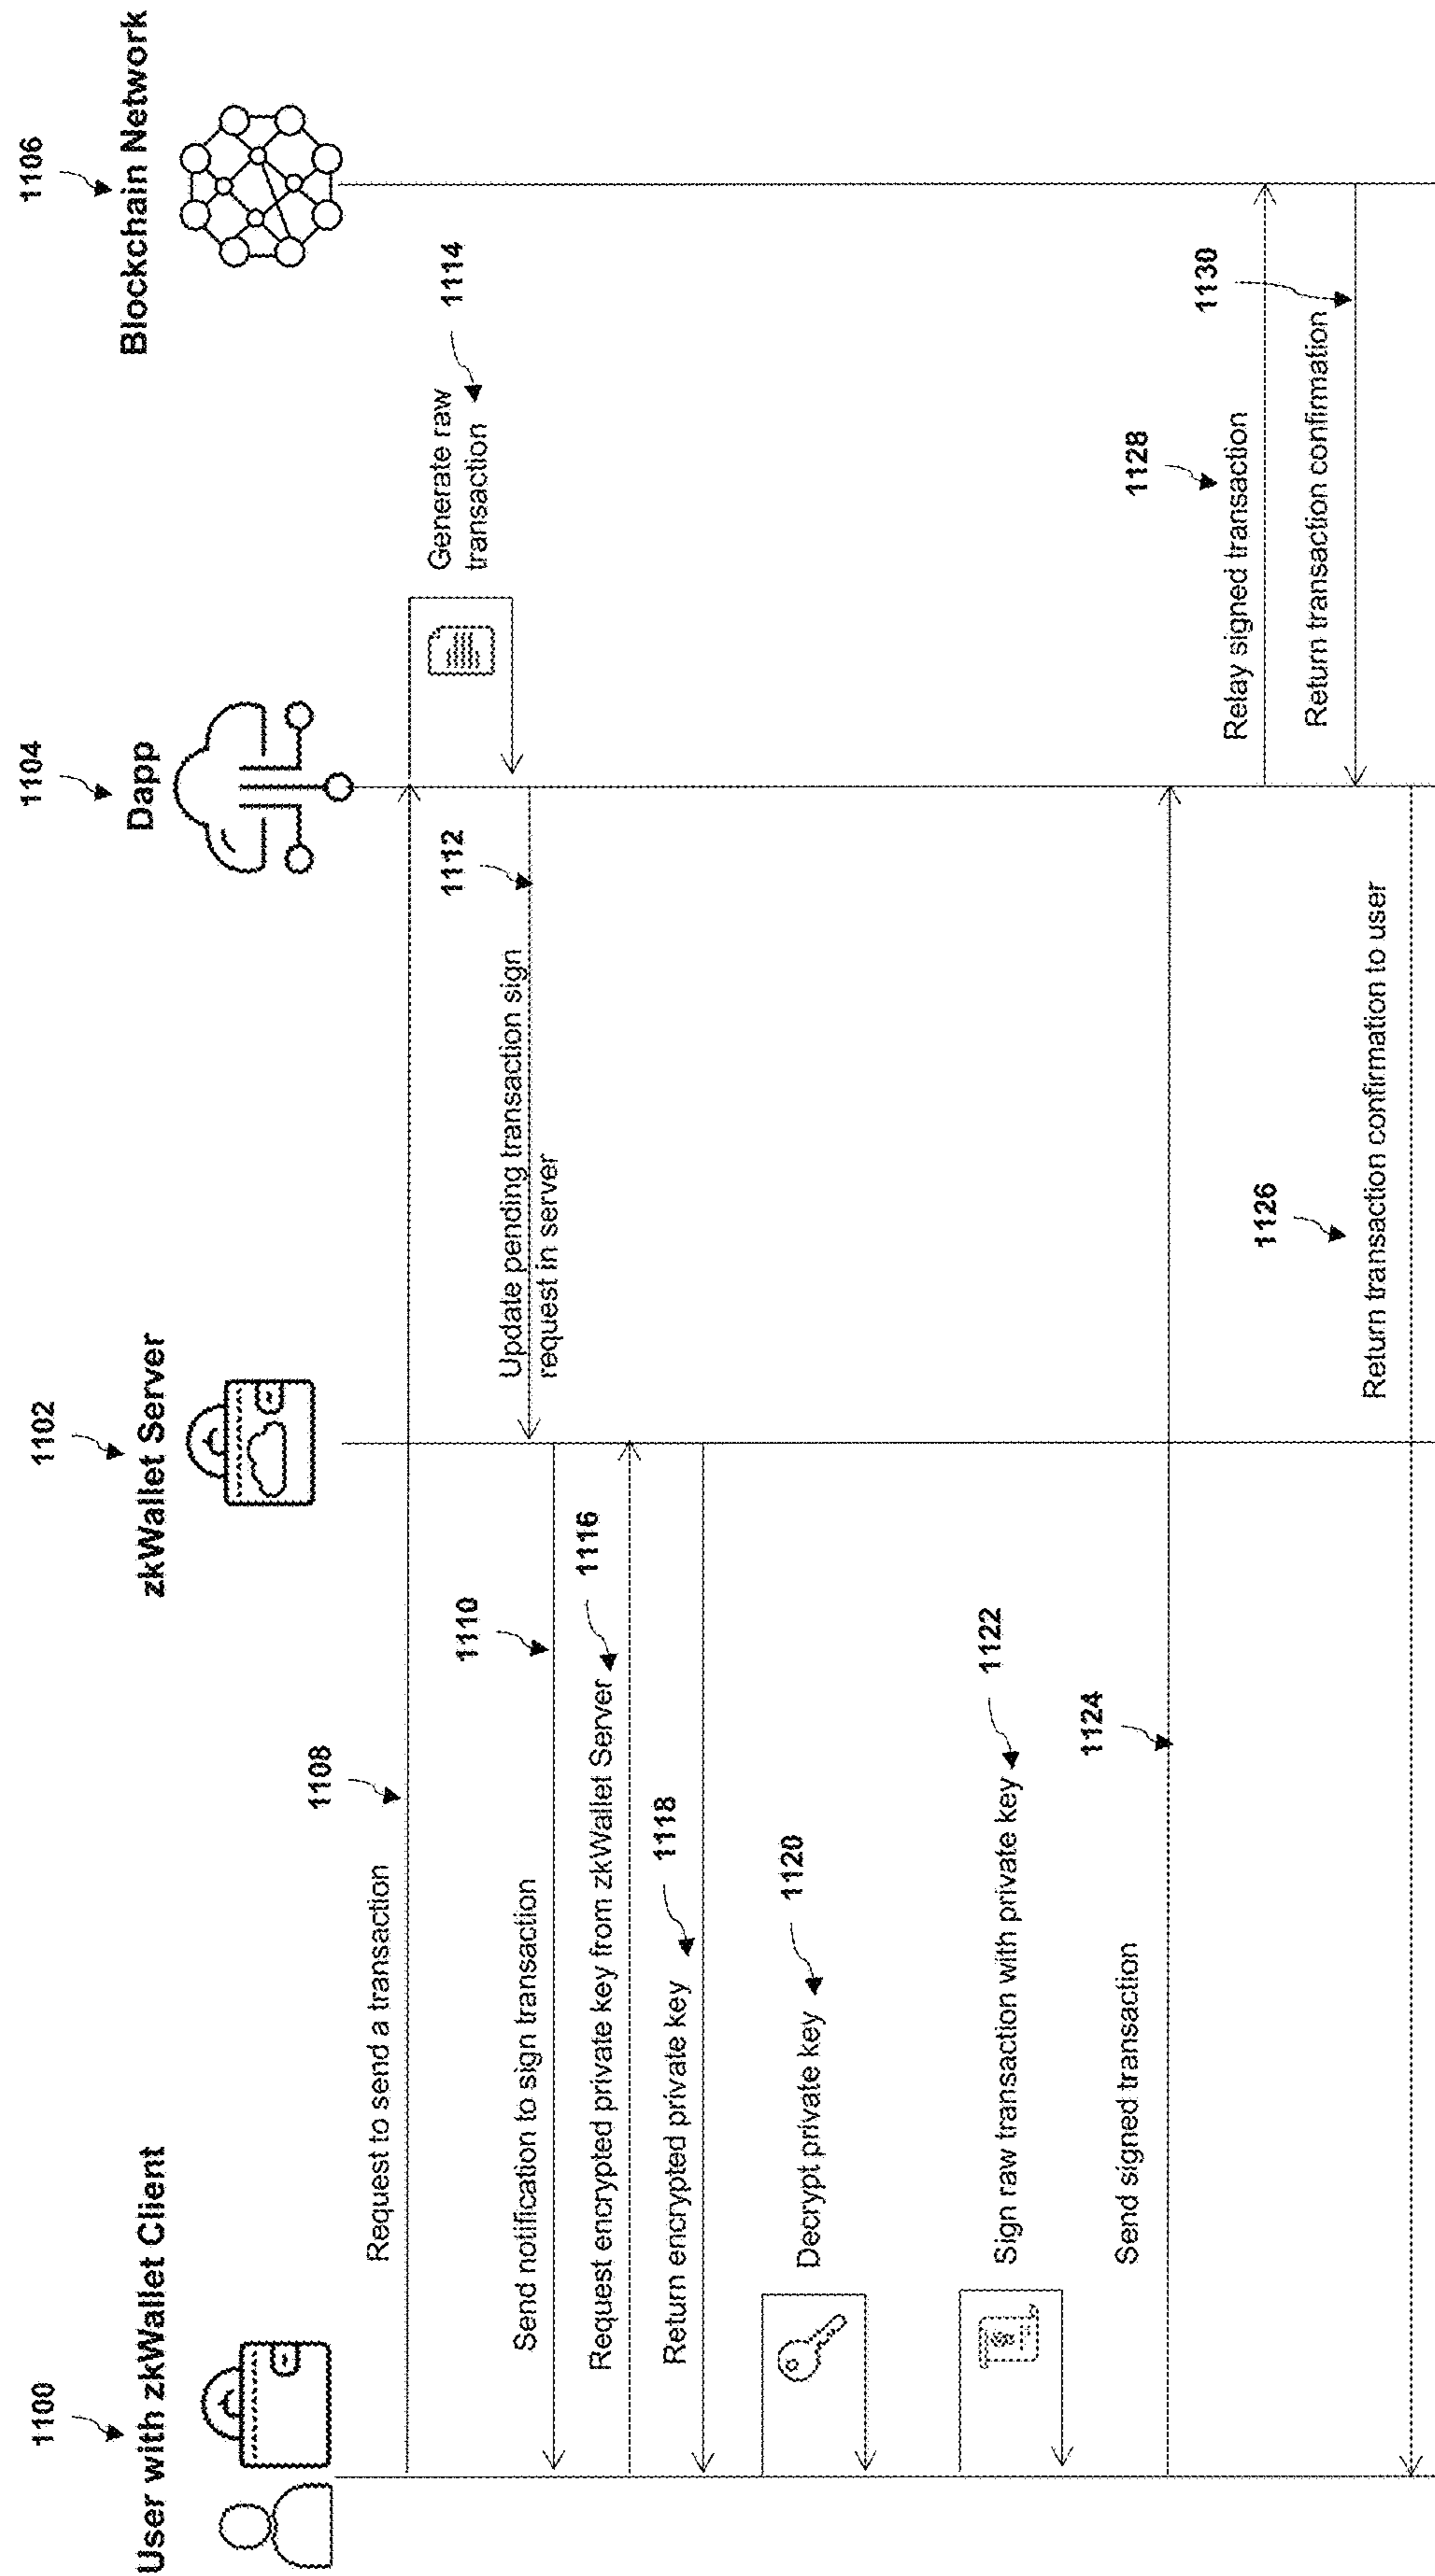 1100
User with zkWallet Client
1102
zkWallet Server
1104
Dapp
1106
Blockchain Network
1108
Request to send a transaction
Generate raw
transaction
1114
1112
Update pending transaction sign
request in server
1110
Send notification to sign transaction
Request encrypted private key from zkWallet Server
1116
Return encrypted private key
1118
Decrypt private key
1120
Sign raw transaction with private key
1122
Send signed transaction
1124
1128
Relay signed transaction
1130
Return transaction confirmation
1126
Return transaction confirmation to user